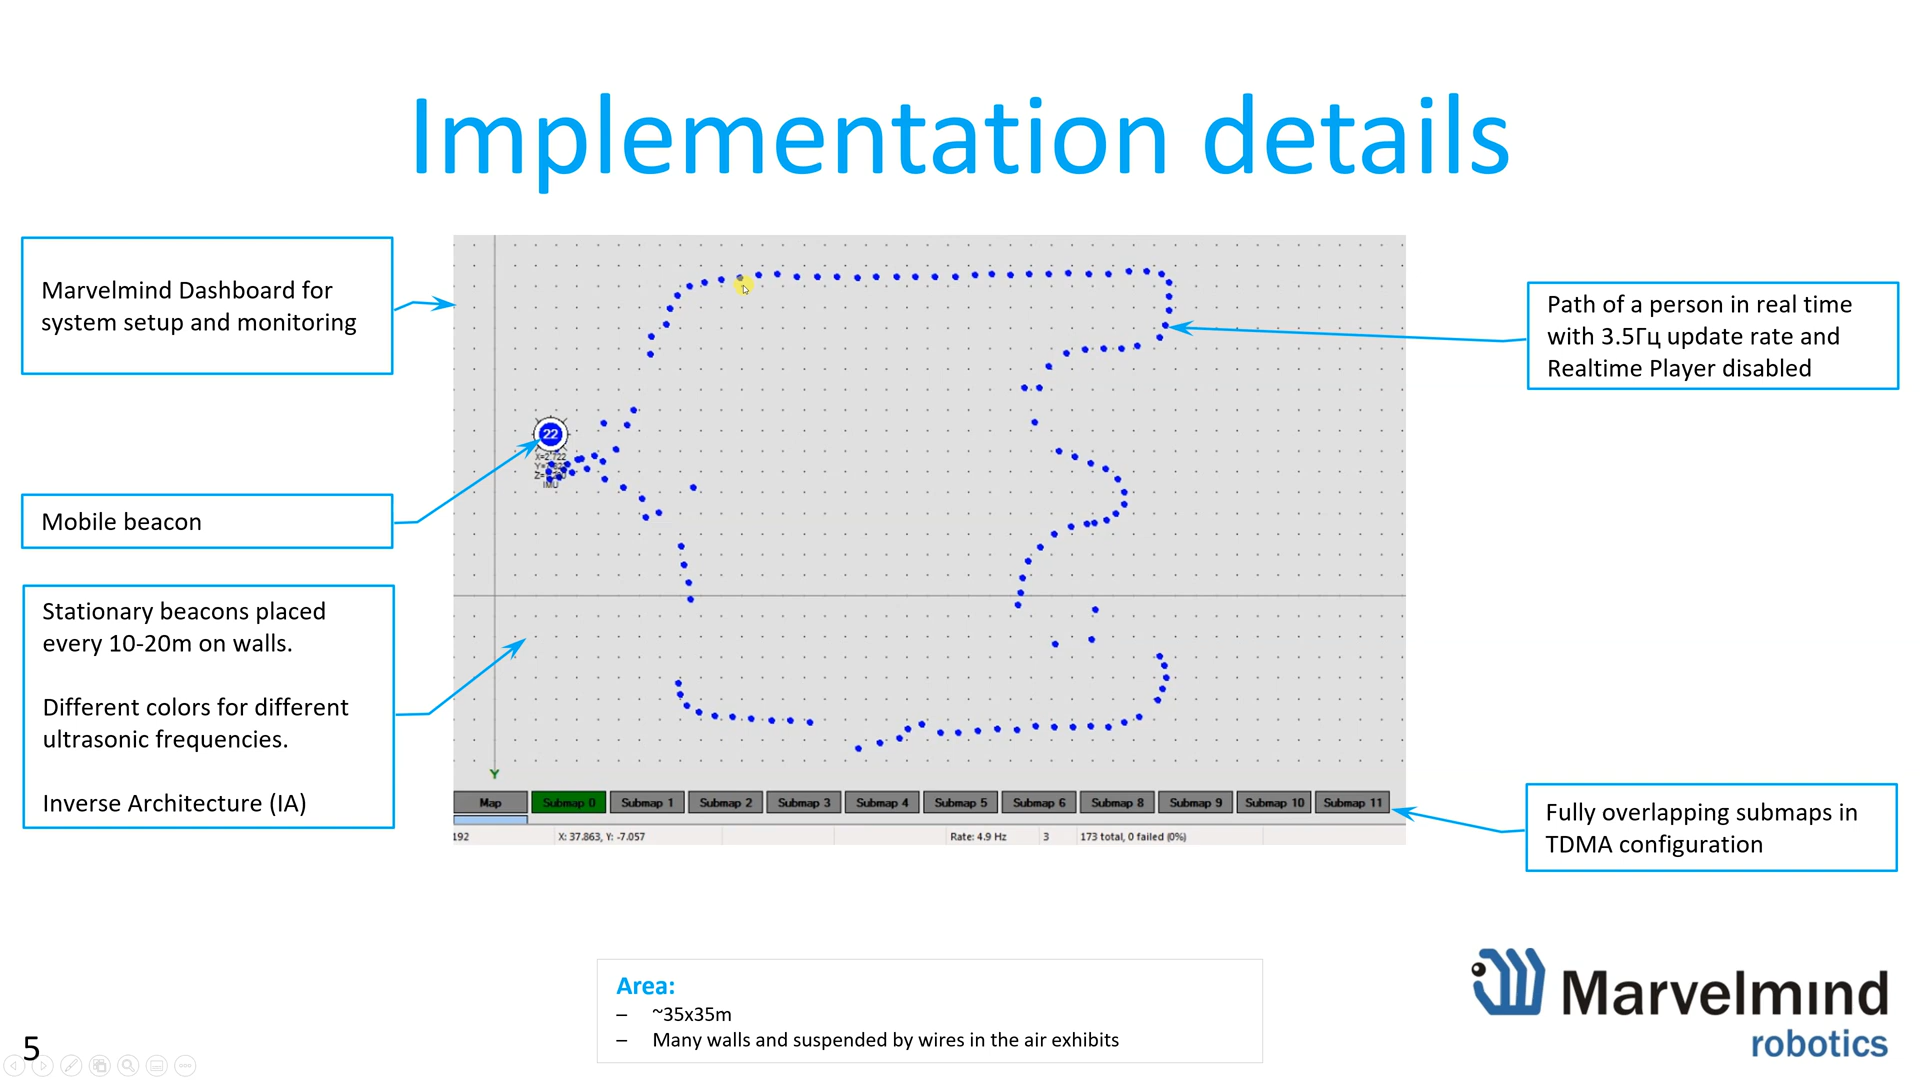 Implementation details
Marvelmind Dashboard for
system setup and monitoring
Path of a person in real time
with 3.5Гц update rate and
Realtime Player disabled
22
X=2.722
IMU
Mobile beacon
Stationary beacons placed
every 10-20m on walls.
Different colors for different
ultrasonic frequencies.
Inverse Architecture (IA)
Y
Map Submap 0 Submap 1 Submap 2 Submap 3 Submap 4 Submap 5 Submap 6 Submap 8 Submap 9 Submap 10 Submap 11
192 X: 37.863, Y: -7.057 Rate: 4.9 Hz 3 173 total, 0 failed (0%)
Fully overlapping submaps in
TDMA configuration
Area:
– ~35x35m
– Many walls and suspended by wires in the air exhibits
Marvelmind
robotics
5